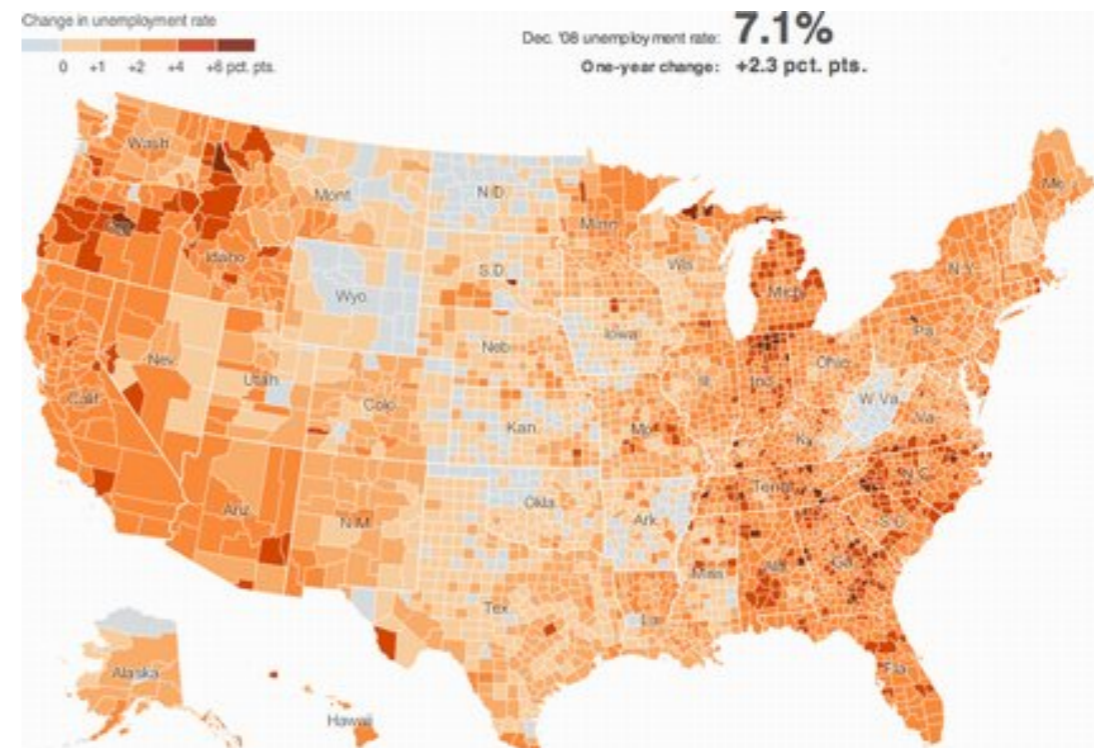 Change in unemployment rate
0 +1 +2 +4 +6 pct. pts.
Dec. '08 unemployment rate: 7.1%
One-year change: +2.3 pct. pts.
Wash.
Mont.
N.D.
Minn.
Me.
Idaho
S.D.
Wis.
Mich.
N.Y.
Wyo.
Iowa
Pa.
Nev.
Neb.
Ohio
Calif.
Utah
Colo.
Ill.
Ind.
W.Va.
Va.
Kan.
Mo.
Ky.
Ariz.
N.M.
Okla.
Ark.
Tenn.
N.C.
S.C.
Miss.
Ala.
Ga.
Tex.
La.
Fla.
Alaska
Hawaii